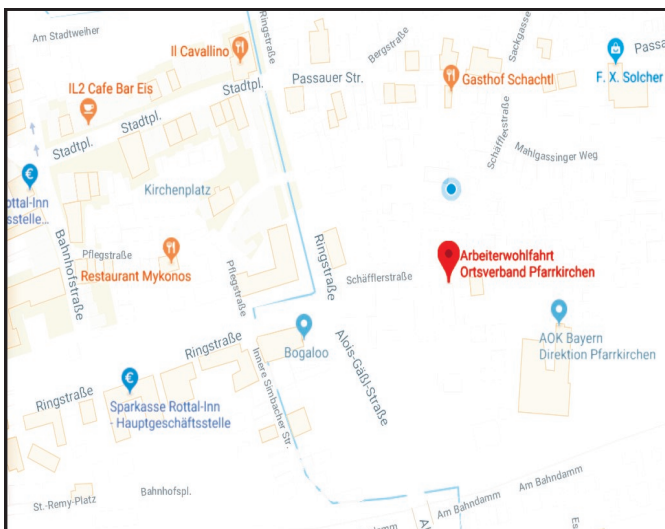 Am Stadtweiher
Il Cavallino
Ringstraße
Bergstraße
Sackgasse
Passa
IL2 Cafe Bar Eis
Stadtpl.
Passauer Str.
Gasthof Schachtl
F. X. Solcher
Stadtpl.
Stadtpl.
Schäfflerstraße
Mahlgassinger Weg
ottal-Inn
sstelle...
Kirchenplatz
Bahnhofstraße
Pflegstraße
Restaurant Mykonos
Pflegstraße
Ringstraße
Schäfflerstraße
Arbeiterwohlfahrt
Ortsverband Pfarrkirchen
Ringstraße
Bogaloo
Alois-Gäßl-Straße
AOK Bayern
Direktion Pfarrkirchen
Innere Simbacher Str.
Ringstraße
Sparkasse Rottal-Inn
- Hauptgeschäftsstelle
St.-Remy-Platz
Bahnhofspl.
Am Bahndamm
Am Bahndamm
Al
Es